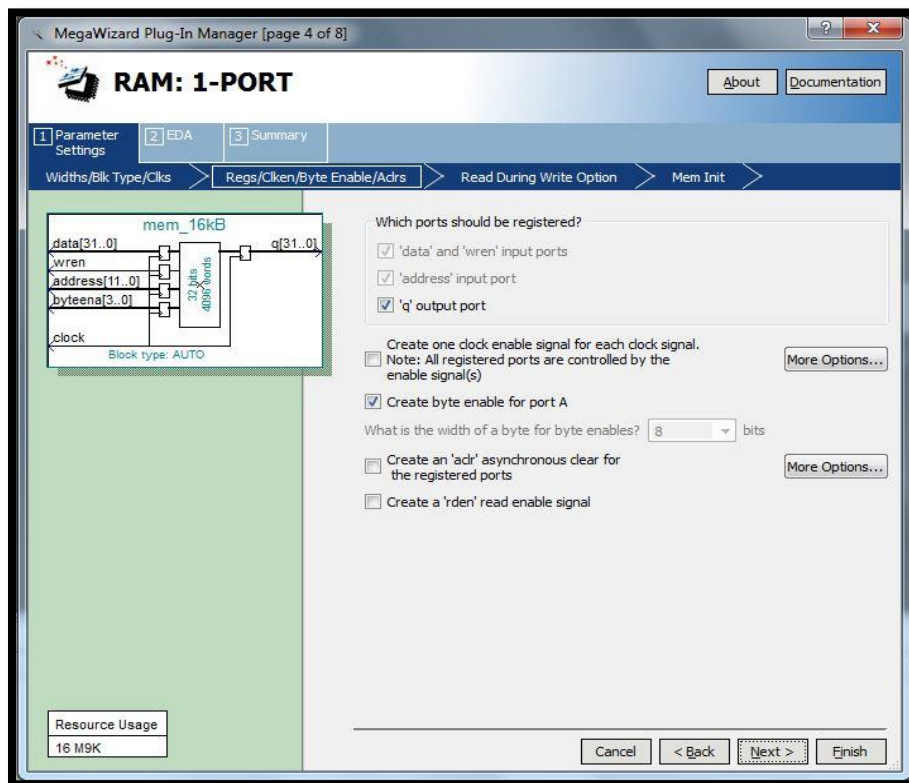 MegaWizard Plug-In Manager [page 4 of 8]
RAM: 1-PORT
About
Documentation
1 Parameter Settings
2 EDA
3 Summary
Widths/Blk Type/Clks
Regs/Clken/Byte Enable/Aclrs
Read During Write Option
Mem Init
mem_16kB
data[31..0]
q[31..0]
wren
address[11..0]
byteena[3..0]
32 bits
4096 words
clock
Block type: AUTO
Which ports should be registered?
'data' and 'wren' input ports
'address' input port
'q' output port
Create one clock enable signal for each clock signal.
Note: All registered ports are controlled by the
enable signal(s)
More Options...
Create byte enable for port A
What is the width of a byte for byte enables?
8
bits
Create an 'aclr' asynchronous clear for
the registered ports
More Options...
Create a 'rden' read enable signal
Resource Usage
16 M9K
Cancel
< Back
Next >
Finish